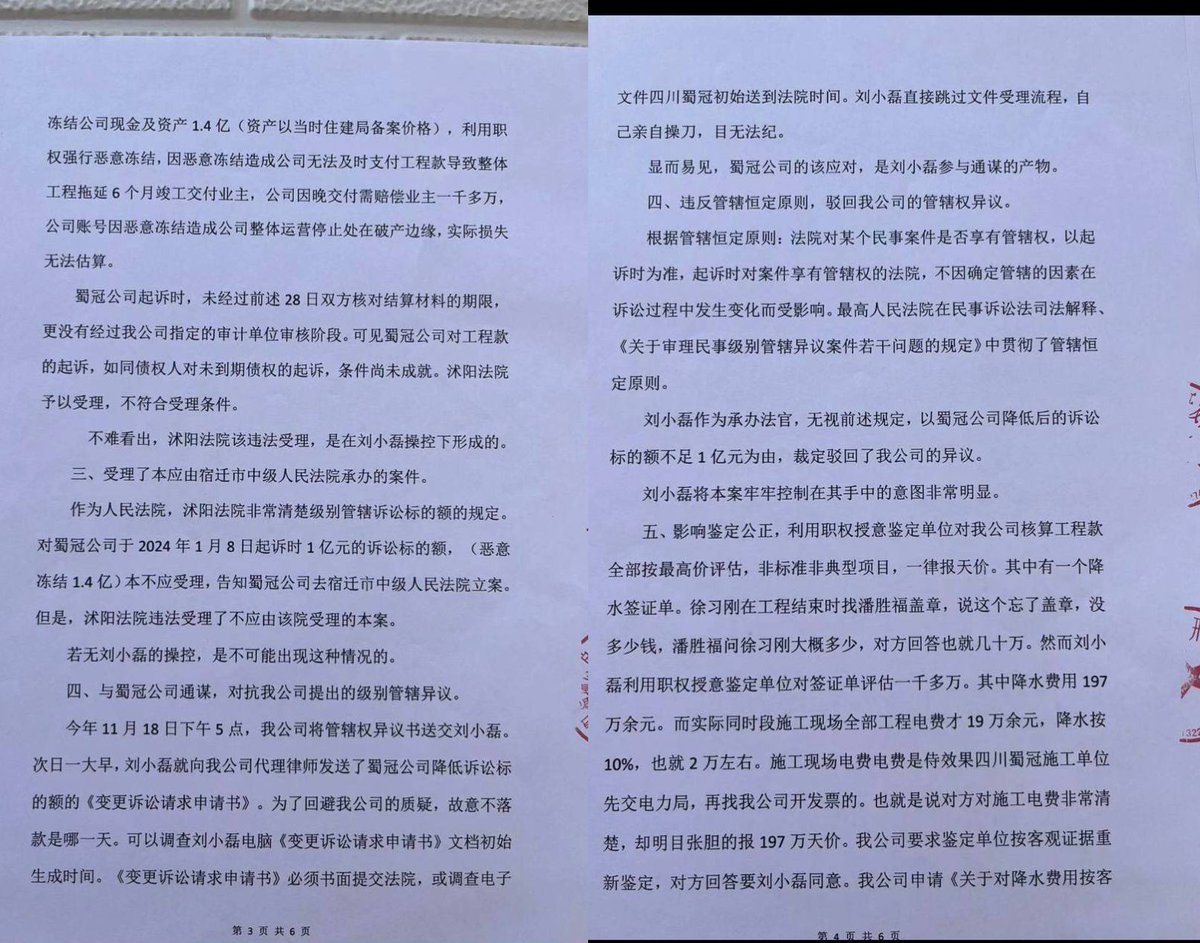 冻结公司现金及资产 1.4 亿（资产以当时住建局备案价格），利用职
权强行恶意冻结，因恶意冻结造成公司无法及时支付工程款导致整体
工程拖延 6 个月竣工交付业主，公司因晚交付需赔偿业主一千多万，
公司账号因恶意冻结造成公司整体运营停止处在破产边缘，实际损失
无法估算。
蜀冠公司起诉时，未经过前述 28 日双方核对结算材料的期限，
更没有经过我公司指定的审计单位审核阶段。可见蜀冠公司对工程款
的起诉，如同债权人对未到期债权的起诉，条件尚未成就。沭阳法院
予以受理，不符合受理条件。
不难看出，沭阳法院该违法受理，是在刘小磊操控下形成的。
三、受理了本应由宿迁市中级人民法院承办的案件。
作为人民法院，沭阳法院非常清楚级别管辖诉讼标的额的规定。
对蜀冠公司于 2024 年 1 月 8 日起诉时 1 亿元的诉讼标的额，（恶意
冻结 1.4 亿）本不应受理，告知蜀冠公司去宿迁市中级人民法院立案。
但是，沭阳法院违法受理了不应由该院受理的本案。
若无刘小磊的操控，是不可能出现这种情况的。
四、与蜀冠公司通谋，对抗我公司提出的级别管辖异议。
今年 11 月 18 日下午 5 点，我公司将管辖权异议书送交刘小磊。
次日一大早，刘小磊就向我公司代理律师发送了蜀冠公司降低诉讼标
的额的《变更诉讼请求申请书》。为了回避我公司的质疑，故意不落
款是哪一天。可以调查刘小磊电脑《变更诉讼请求申请书》文档初始
生成时间。《变更诉讼请求申请书》必须书面提交法院，或调查电子
第 3 页 共 6 页
文件四川蜀冠初始送到法院时间。刘小磊直接跳过文件受理流程，自
己亲自操刀，目无法纪。
显而易见，蜀冠公司的该应对，是刘小磊参与通谋的产物。
四、违反管辖恒定原则，驳回我公司的管辖权异议。
根据管辖恒定原则：法院对某个民事案件是否享有管辖权，以起
诉时为准，起诉时对案件享有管辖权的法院，不因确定管辖的因素在
诉讼过程中发生变化而受影响。最高人民法院在民事诉讼法司法解释、
《关于审理民事级别管辖异议案件若干问题的规定》中贯彻了管辖恒
定原则。
刘小磊作为承办法官，无视前述规定，以蜀冠公司降低后的诉讼
标的额不足 1 亿元为由，裁定驳回了我公司的异议。
刘小磊将本案牢牢控制在其手中的意图非常明显。
五、影响鉴定公正，利用职权授意鉴定单位对我公司核算工程款
全部按最高价评估，非标准非典型项目，一律报天价。其中有一个降
水签证单。徐习刚在工程结束时找潘胜福盖章，说这个忘了盖章，没
多少钱，潘胜福问徐习刚大概多少，对方回答也就几十万。然而刘小
磊利用职权授意鉴定单位对签证单评估一千多万。其中降水费用 197
万余元。而实际同时段施工现场全部工程电费才 19 万余元，降水按
10%，也就 2 万左右。施工现场电费电费是侍效果四川蜀冠施工单位
先交电力局，再找我公司开发票的。也就是说对方对施工电费非常清
楚，却明目张胆的报 197 万天价。我公司要求鉴定单位按客观证据重
新鉴定，对方回答要刘小磊同意。我公司申请《关于对降水费用按客
第 4 页 共 6 页